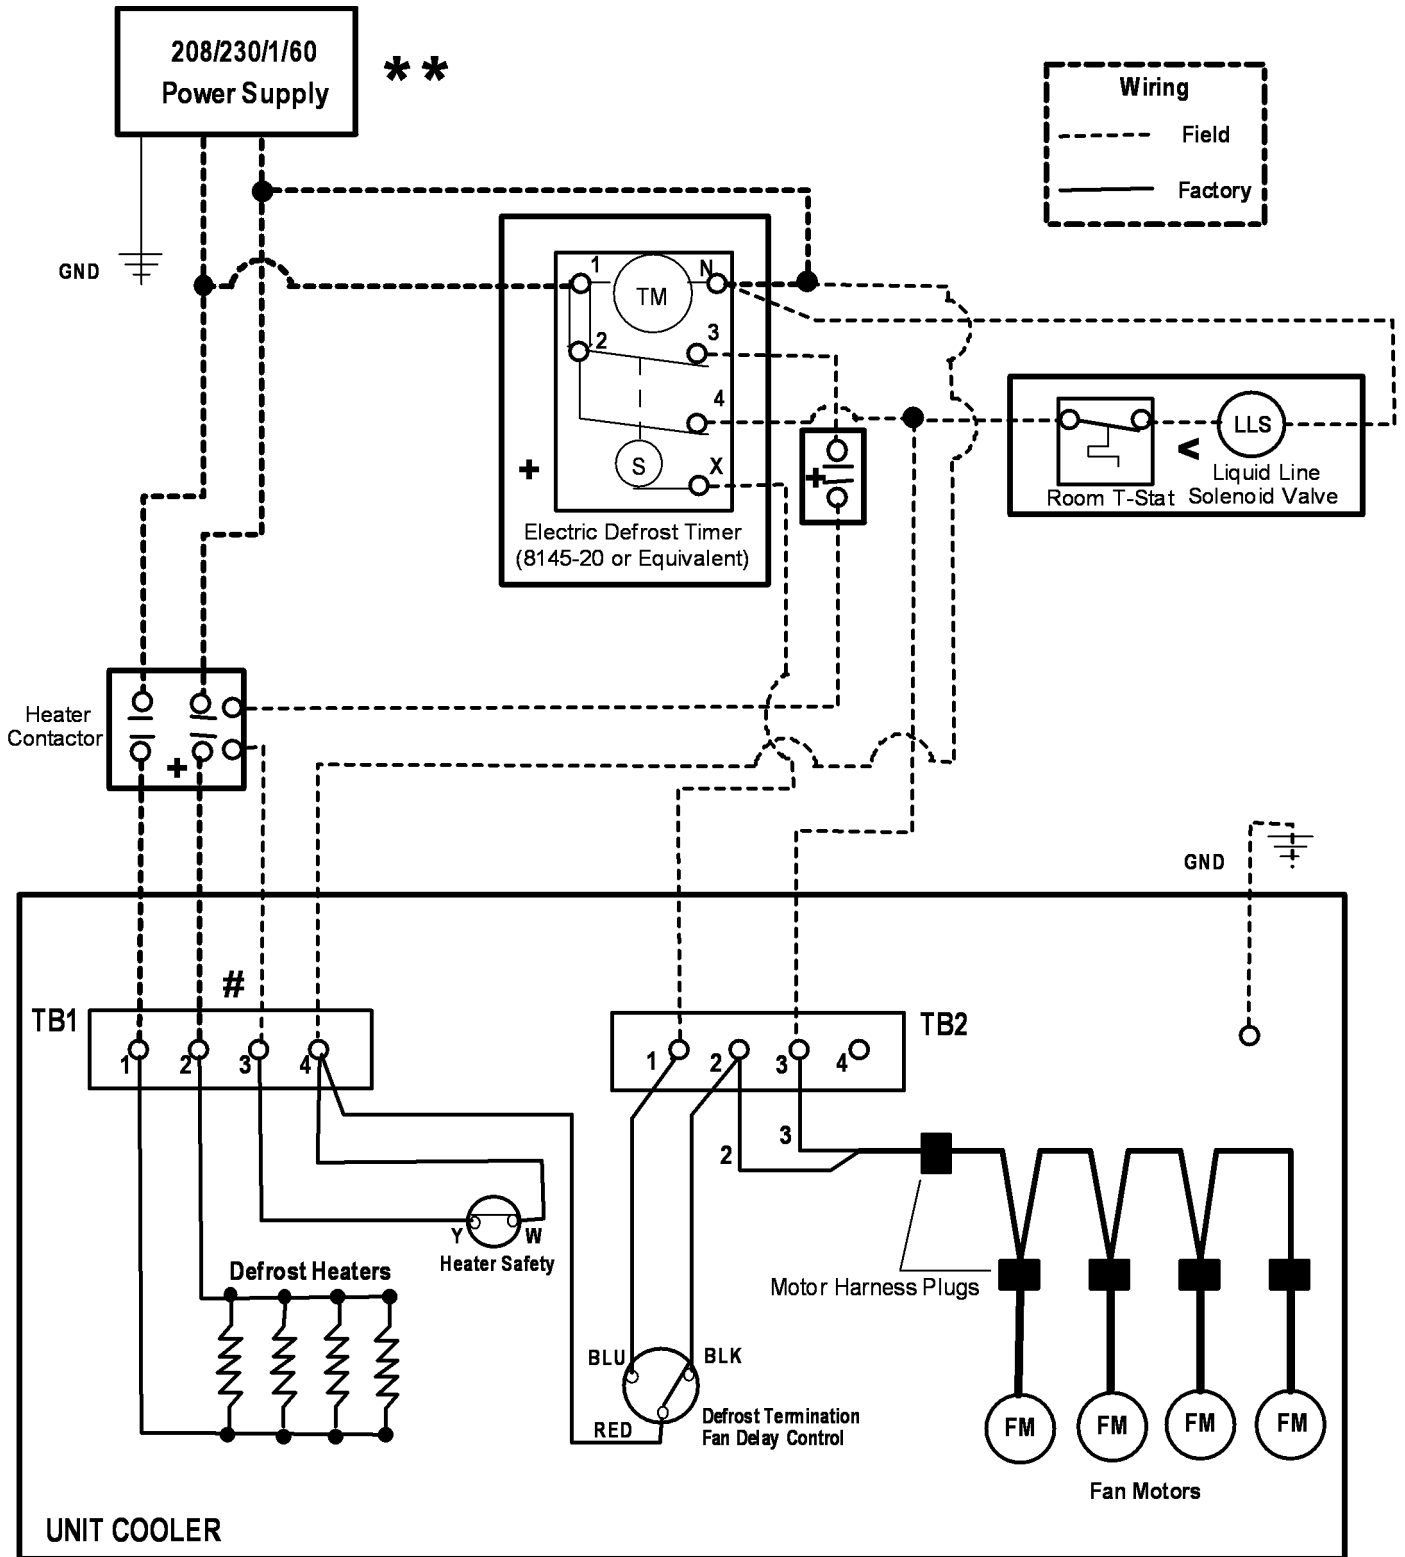 208/230/1/60
Power Supply
**
Wiring
Field
Factory
GND
1
TM
N
2
3
4
S
X
+
Electric Defrost Timer
(8145-20 or Equivalent)
+
<
LLS
Room T-Stat
Liquid Line
Solenoid Valve
Heater
Contactor
+
GND
#
TB1
1
2
3
4
TB2
1
2
3
4
2
3
Y
W
Heater Safety
Defrost Heaters
Motor Harness Plugs
BLU
BLK
RED
Defrost Termination
Fan Delay Control
FM
FM
FM
FM
Fan Motors
UNIT COOLER